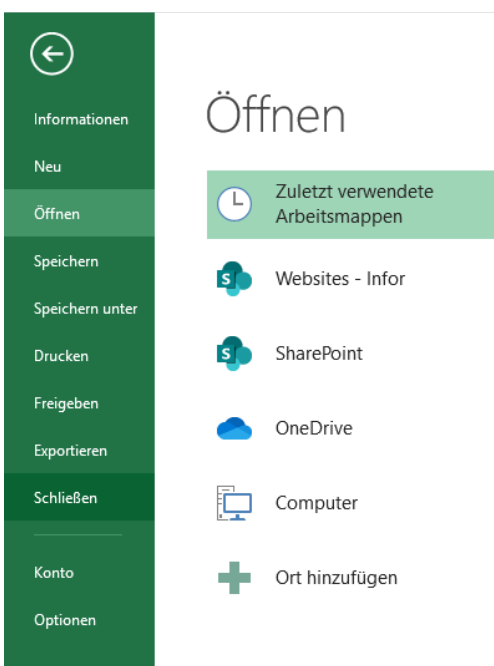 Informationen
Neu
Öffnen
Speichern
Speichern unter
Drucken
Freigeben
Exportieren
Schließen
Konto
Optionen
Öffnen
Zuletzt verwendete
Arbeitsmappen
S
Websites - Infor
S
SharePoint
OneDrive
Computer
Ort hinzufügen